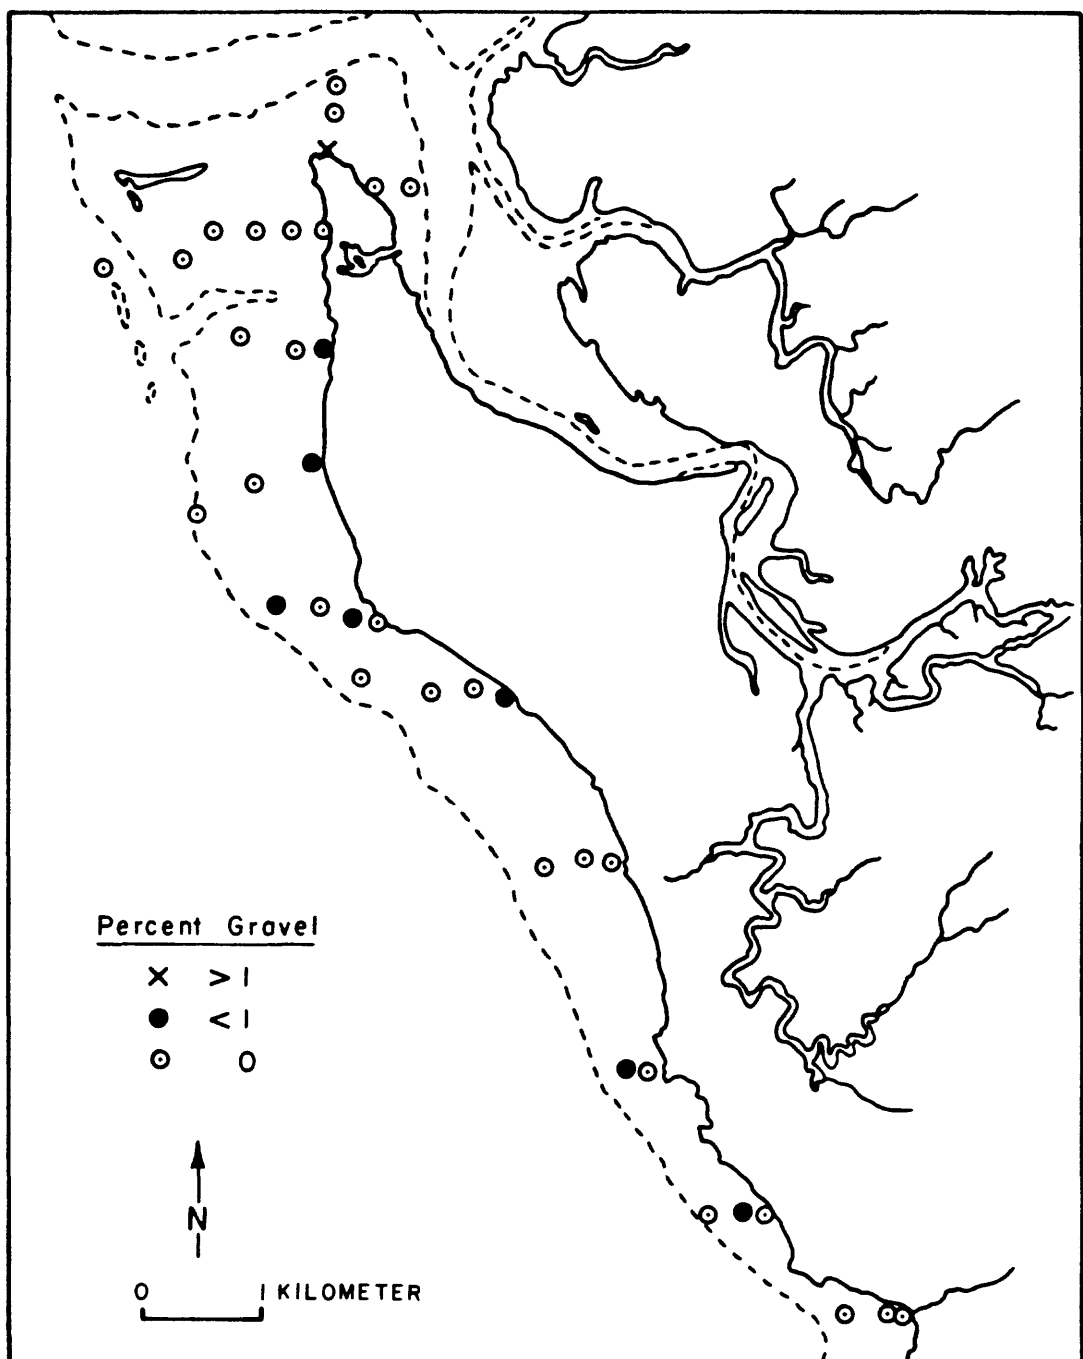 Percent Gravel
× > 1
● < 1
⊙ 0
N
0 1 KILOMETER